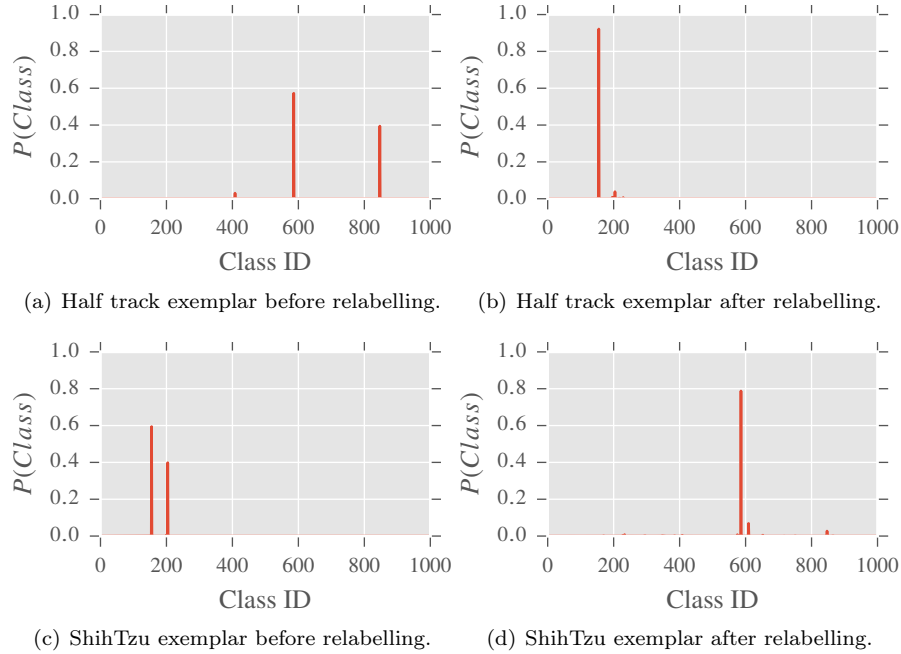 1.0
0.8
0.6
0.4
0.2
0.0
P(Class)
0 200 400 600 800 1000
Class ID
(a) Half track exemplar before relabelling.
1.0
0.8
0.6
0.4
0.2
0.0
P(Class)
0 200 400 600 800 1000
Class ID
(b) Half track exemplar after relabelling.
1.0
0.8
0.6
0.4
0.2
0.0
P(Class)
0 200 400 600 800 1000
Class ID
(c) ShihTzu exemplar before relabelling.
1.0
0.8
0.6
0.4
0.2
0.0
P(Class)
0 200 400 600 800 1000
Class ID
(d) ShihTzu exemplar after relabelling.